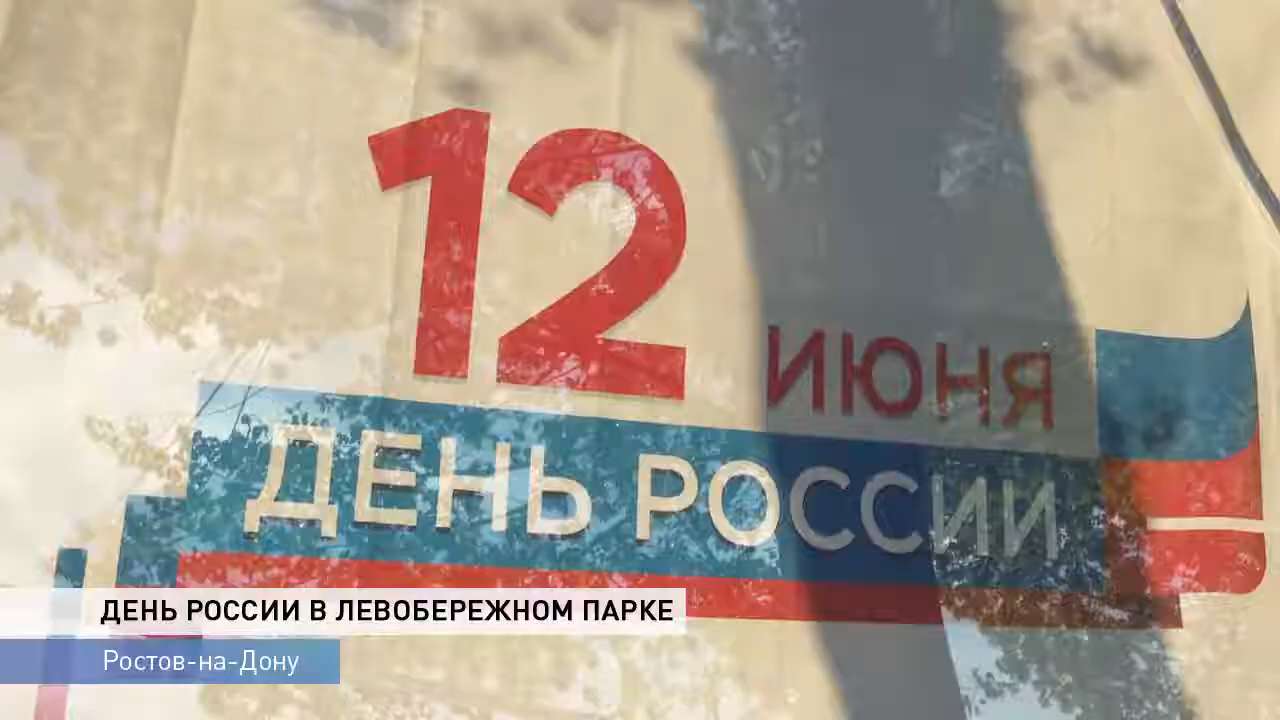 12
ИЮНЯ
ДЕНЬ РОССИИ
ДЕНЬ РОССИИ В ЛЕВОБЕРЕЖНОМ ПАРКЕ
Ростов-на-Дону